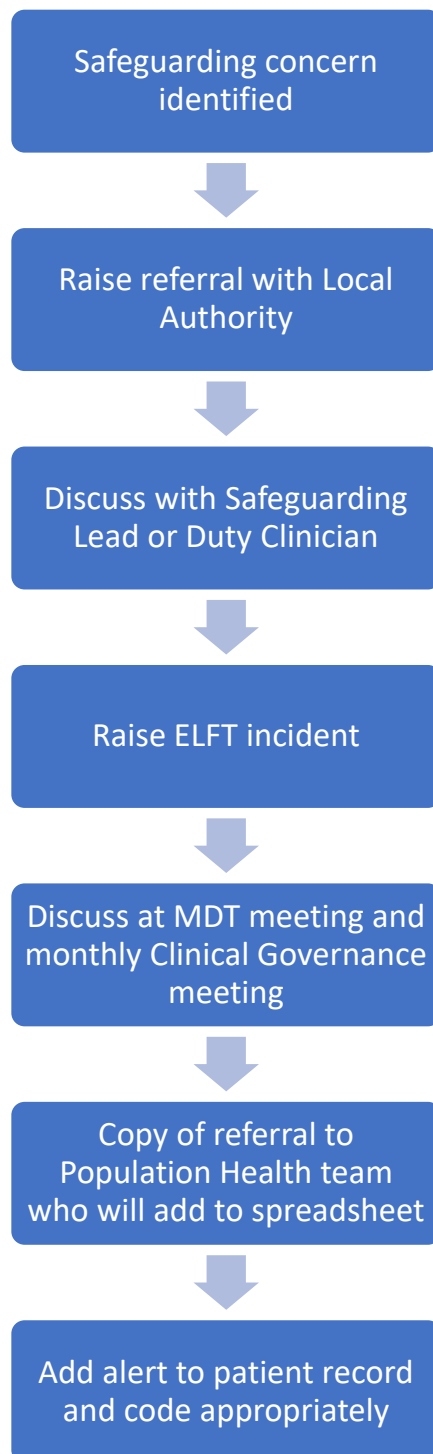 Safeguarding concern
identified
Raise referral with Local
Authority
Discuss with Safeguarding
Lead or Duty Clinician
Raise ELFT incident
Discuss at MDT meeting and
monthly Clinical Governance
meeting
Copy of referral to
Population Health team
who will add to spreadsheet
Add alert to patient record
and code appropriately